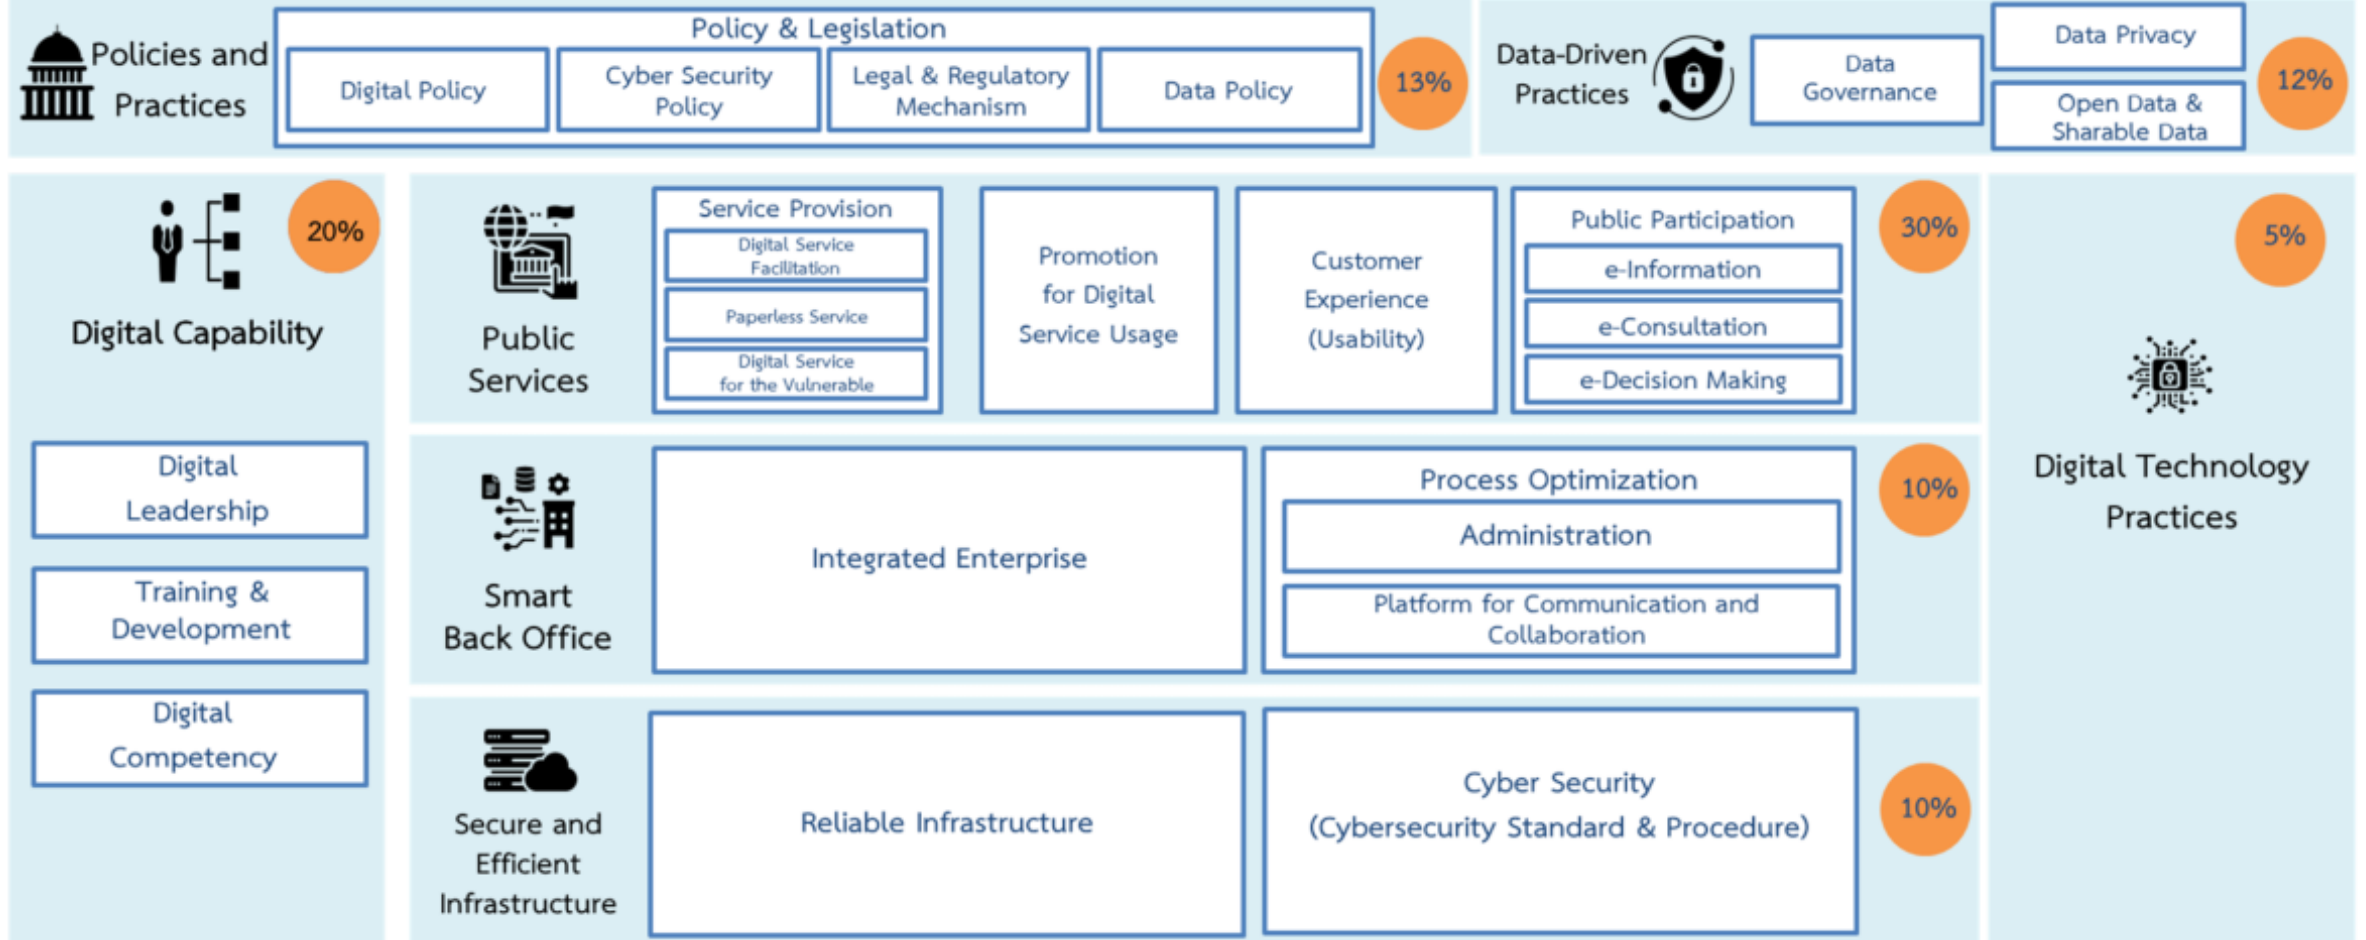 Policies and
Practices
Policy & Legislation
Digital Policy
Cyber Security
Policy
Legal & Regulatory
Mechanism
Data Policy
13%
Data-Driven
Practices
Data
Governance
Data Privacy
Open Data &
Sharable Data
12%
20%
Digital Capability
Digital
Leadership
Training &
Development
Digital
Competency
Public
Services
Service Provision
Digital Service
Facilitation
Paperless Service
Digital Service
for the Vulnerable
Promotion
for Digital
Service Usage
Customer
Experience
(Usability)
Public Participation
e-Information
e-Consultation
e-Decision Making
30%
Smart
Back Office
Integrated Enterprise
Process Optimization
Administration
Platform for Communication and
Collaboration
10%
Secure and
Efficient
Infrastructure
Reliable Infrastructure
Cyber Security
(Cybersecurity Standard & Procedure)
10%
5%
Digital Technology
Practices